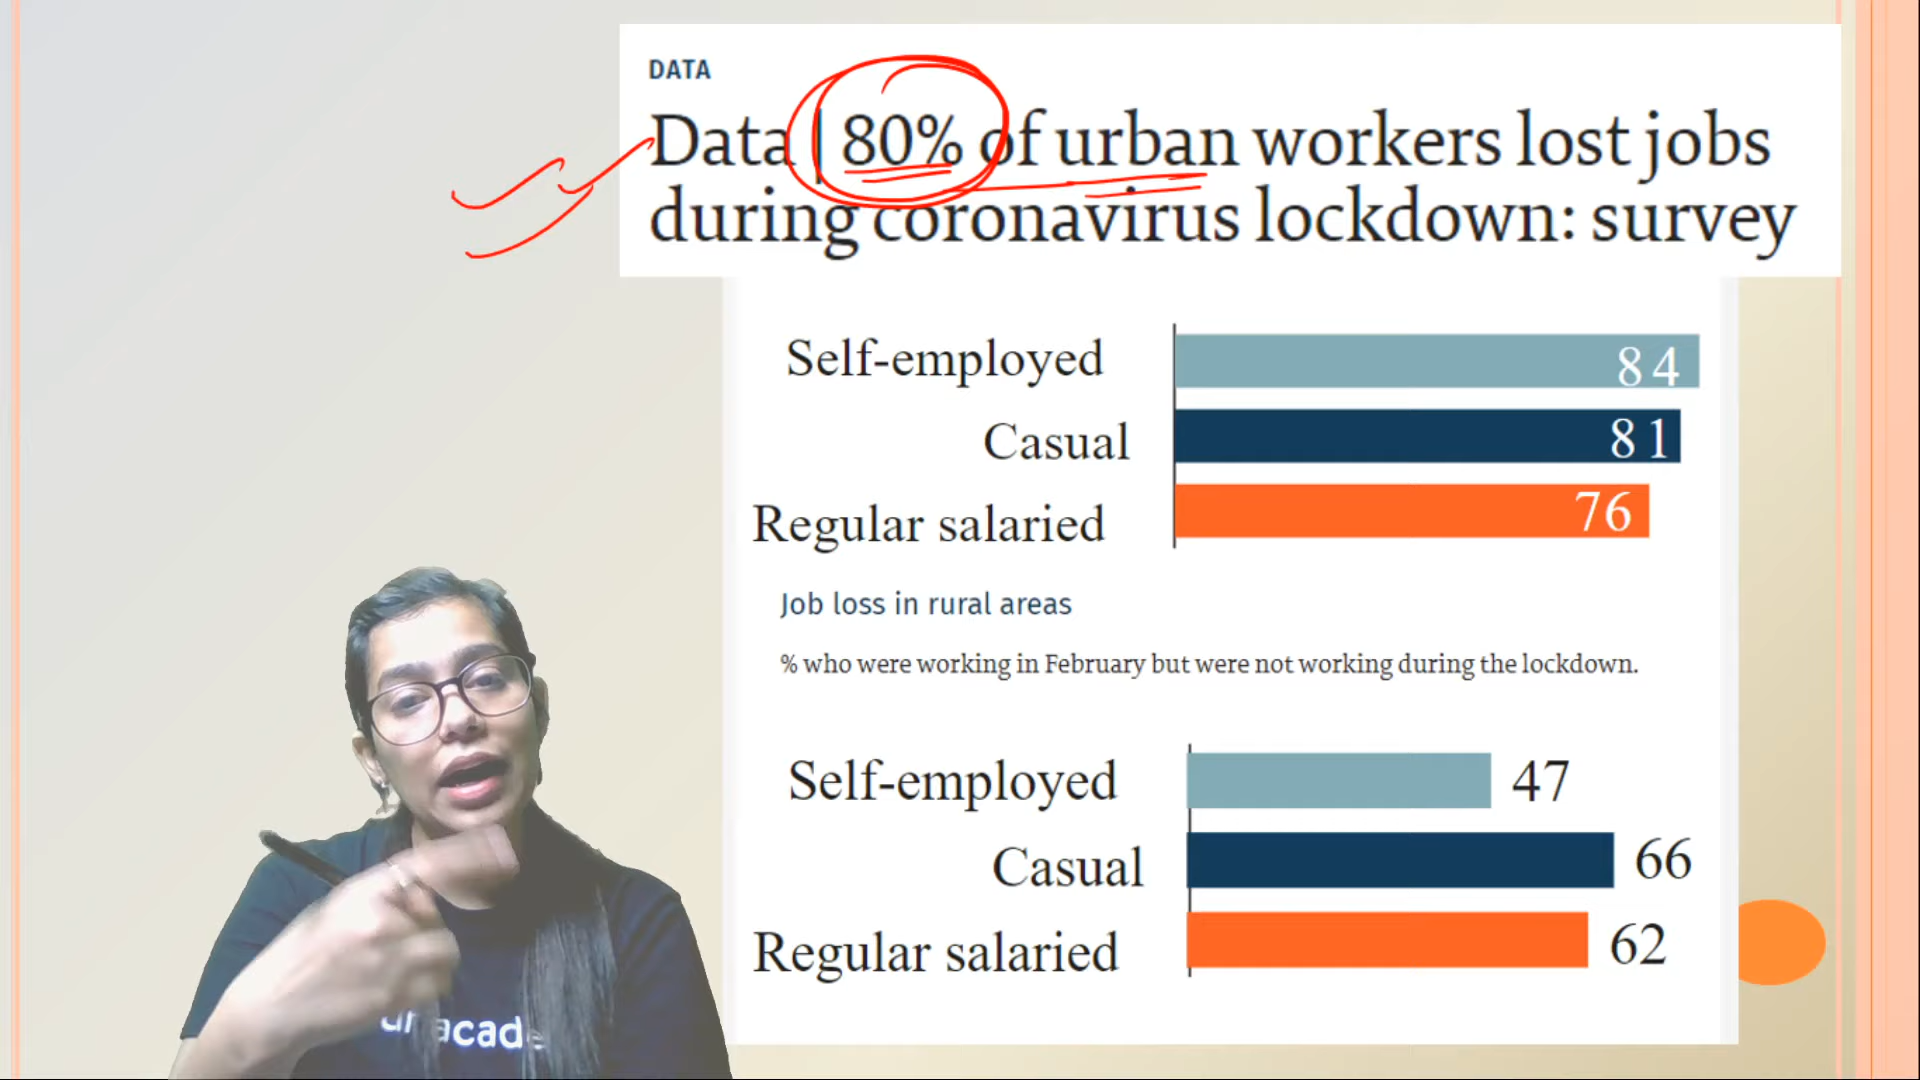 DATA
Data | 80% of urban workers lost jobs
during coronavirus lockdown: survey
Self-employed 84
Casual 81
Regular salaried 76
Job loss in rural areas
% who were working in February but were not working during the lockdown.
Self-employed 47
Casual 66
Regular salaried 62